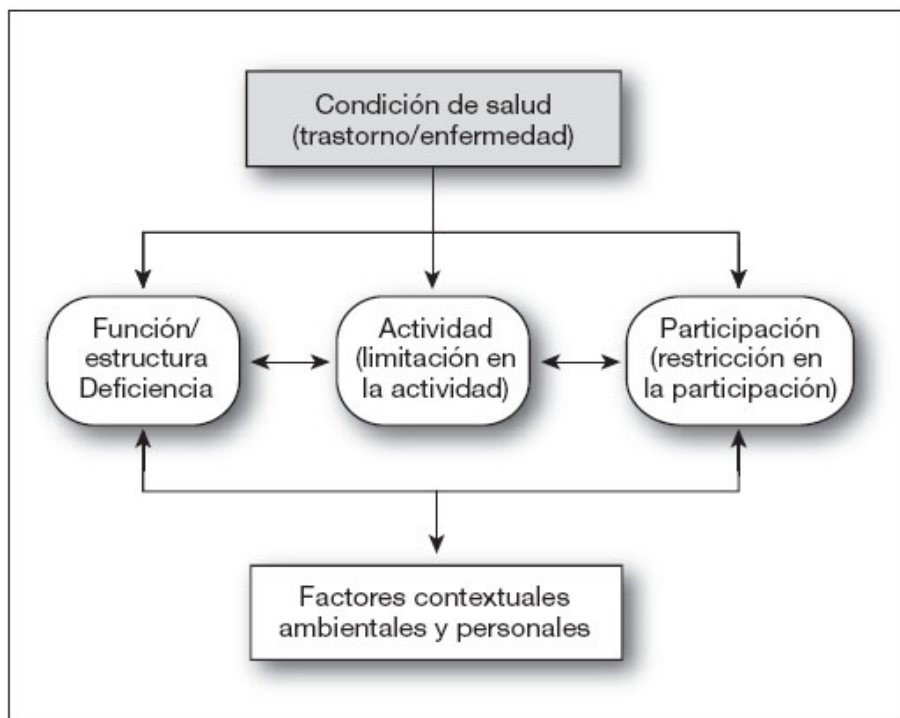 Condición de salud
(trastorno/enfermedad)
Función/
estructura
Deficiencia
Actividad
(limitación en
la actividad)
Participación
(restricción en
la participación)
Factores contextuales
ambientales y personales